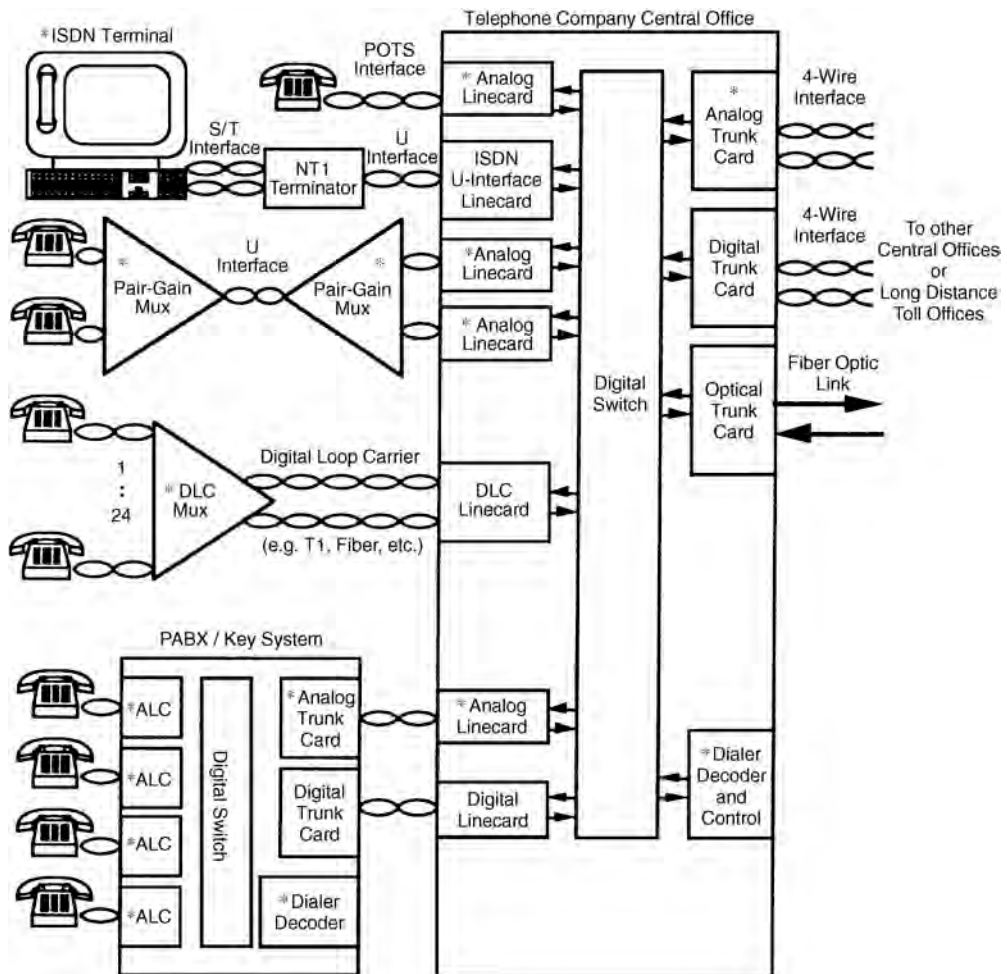 Telephone Company Central Office
*ISDN Terminal
POTS
Interface
* Analog
Linecard
*
Analog
Trunk
Card
4-Wire
Interface
S/T
Interface
NT1
Terminator
U
Interface
ISDN
U-Interface
Linecard
*
Pair-Gain
Mux
U
Interface
*
Pair-Gain
Mux
*Analog
Linecard
* Analog
Linecard
Digital
Trunk
Card
4-Wire
Interface
To other
Central Offices
or
Long Distance
Toll Offices
Digital
Switch
Optical
Trunk
Card
Fiber Optic
Link
1
:
24
* DLC
Mux
Digital Loop Carrier
(e.g. T1, Fiber, etc.)
DLC
Linecard
PABX / Key System
*ALC
*ALC
*ALC
*ALC
Digital Switch
*Analog
Trunk
Card
Digital
Trunk
Card
*Dialer
Decoder
*Analog
Linecard
Digital
Linecard
*Dialer
Decoder
and
Control